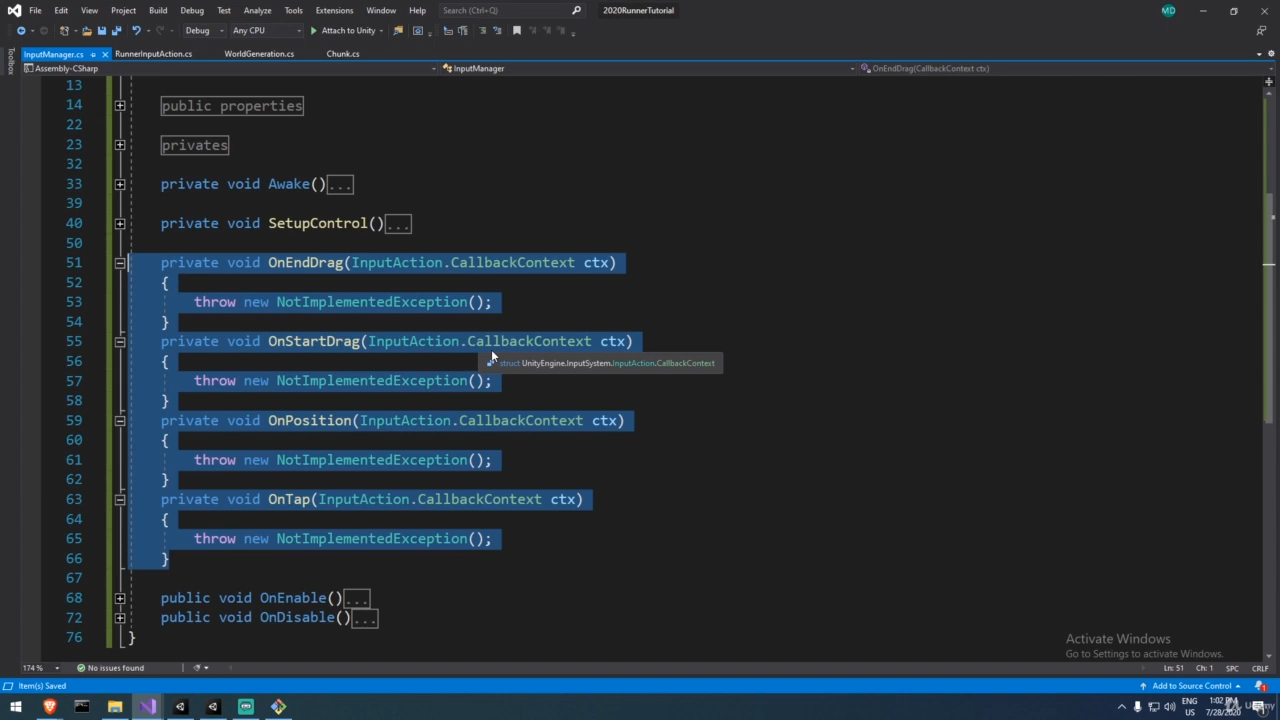 File Edit View Project Build Debug Test Analyze Tools Extensions Window Help Search (Ctrl+Q) 2020RunnerTutorial MD
Debug Any CPU Attach to Unity
InputManager.cs RunnerInputAction.cs WorldGeneration.cs Chunk.cs
Toolbox
Assembly-CSharp InputManager OnEndDrag(CallbackContext ctx)
13
14 public properties
22
23 privates
32
33 private void Awake()...
39
40 private void SetupControl()...
50
51 private void OnEndDrag(InputAction.CallbackContext ctx)
52 {
53 throw new NotImplementedException();
54 }
55 private void OnStartDrag(InputAction.CallbackContext ctx)
56 {
struct UnityEngine.InputSystem.InputAction.CallbackContext
57 throw new NotImplementedException();
58 }
59 private void OnPosition(InputAction.CallbackContext ctx)
60 {
61 throw new NotImplementedException();
62 }
63 private void OnTap(InputAction.CallbackContext ctx)
64 {
65 throw new NotImplementedException();
66 }
67
68 public void OnEnable()...
72 public void OnDisable()...
76 }
Activate Windows
Go to Settings to activate Windows.
174 % No issues found Ln: 51 Ch: 1 SPC CRLF
Item(s) Saved Add to Source Control 1
ENG
US
1:02 PM
7/28/2020
Udemy